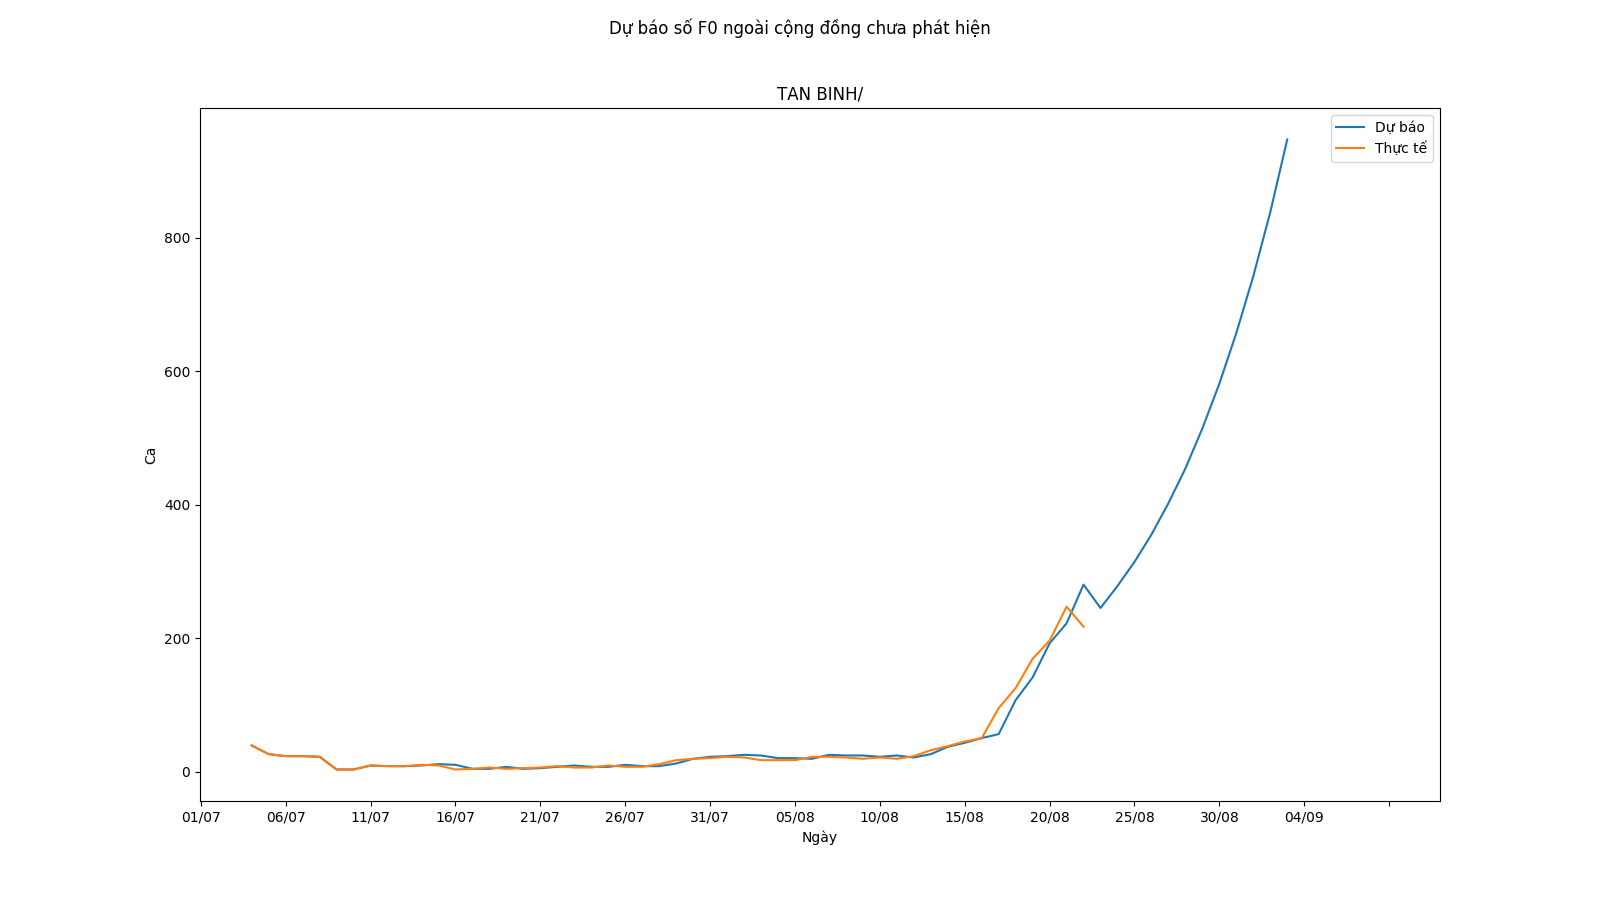 Dự báo số F0 ngoài cộng đồng chưa phát hiện
TAN BINH/
Dự báo
Thực tế
800
600
400
200
0
Ca
01/07 06/07 11/07 16/07 21/07 26/07 31/07 05/08 10/08 15/08 20/08 25/08 30/08 04/09
Ngày